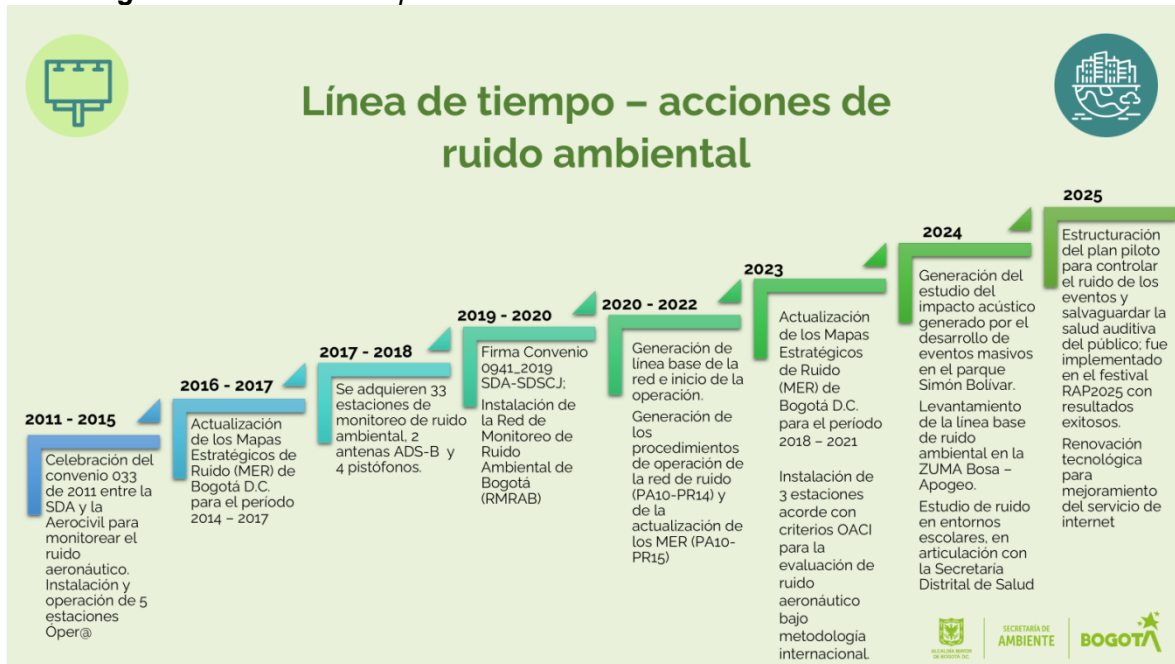 Línea de tiempo – acciones de
ruido ambiental
2011 - 2015
Celebración del
convenio 033
de 2011 entre la
SDA y la
Aerocivil para
monitorear el
ruido
aeronáutico.
Instalación y
operación de 5
estaciones
Óper@
2016 - 2017
Actualización
de los Mapas
Estratégicos de
Ruido (MER) de
Bogotá D.C.
para el período
2014 – 2017
2017 - 2018
Se adquieren 33
estaciones de
monitoreo de ruido
ambiental, 2
antenas ADS-B y
4 pistófonos.
2019 - 2020
Firma Convenio
0941_2019
SDA-SDSCJ;
Instalación de
la Red de
Monitoreo de
Ruido
Ambiental de
Bogotá
(RMRAB)
2020 - 2022
Generación de
línea base de la
red e inicio de la
operación.
Generación de
los
procedimientos
de operación de
la red de ruido
(PA10-PR14) y
de la
actualización de
los MER (PA10-
PR15)
2023
Actualización
de los Mapas
Estratégicos
de Ruido
(MER) de
Bogotá D.C.
para el período
2018 – 2021
Instalación de
3 estaciones
acorde con
criterios OACI
para la
evaluación de
ruido
aeronáutico
bajo
metodología
internacional.
2024
Generación del
estudio del
impacto acústico
generado por el
desarrollo de
eventos masivos
en el parque
Simón Bolívar.
Levantamiento
de la línea base
de ruido
ambiental en la
ZUMA Bosa –
Apogeo.
Estudio de ruido
en entornos
escolares, en
articulación con
la Secretaría
Distrital de Salud
2025
Estructuración
del plan piloto
para controlar
el ruido de los
eventos y
salvaguardar la
salud auditiva
del público; fue
implementado
en el festival
RAP2025 con
resultados
exitosos.
Renovación
tecnológica
para
mejoramiento
del servicio de
internet
ALCALDÍA MAYOR
DE BOGOTÁ D.C.
SECRETARÍA DE
AMBIENTE
BOGOTÁ